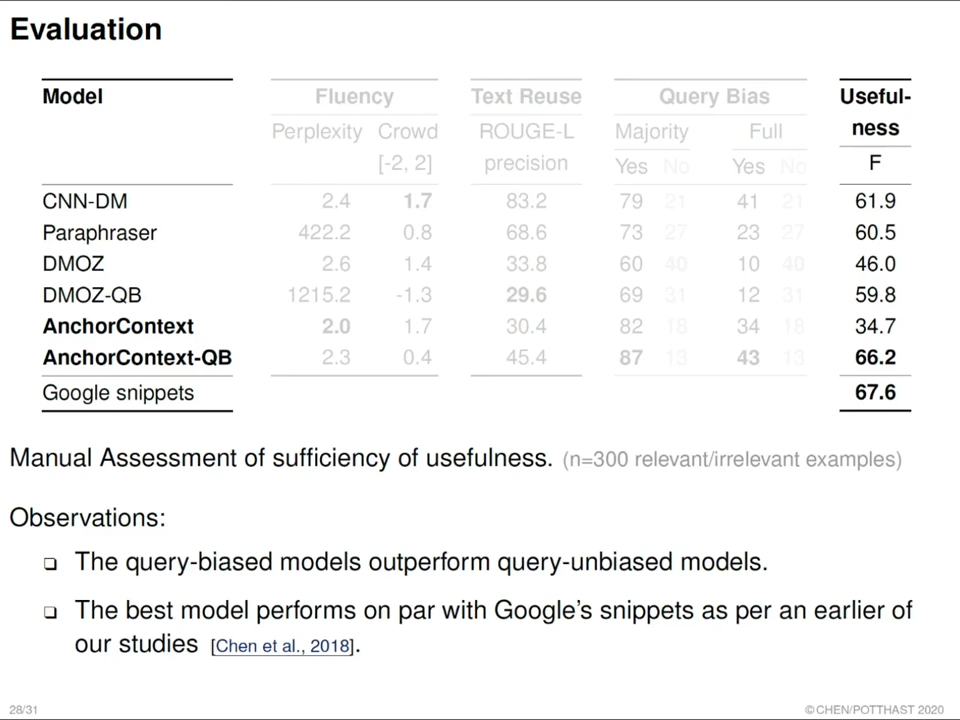 Evaluation
Model Fluency Text Reuse Query Bias Useful-
Perplexity Crowd ROUGE-L Majority Full ness
[-2, 2] precision Yes No Yes No F
CNN-DM 2.4 1.7 83.2 79 21 41 21 61.9
Paraphraser 422.2 0.8 68.6 73 27 23 27 60.5
DMOZ 2.6 1.4 33.8 60 40 10 40 46.0
DMOZ-QB 1215.2 -1.3 29.6 69 31 12 31 59.8
AnchorContext 2.0 1.7 30.4 82 18 34 18 34.7
AnchorContext-QB 2.3 0.4 45.4 87 13 43 13 66.2
Google snippets 67.6
Manual Assessment of sufficiency of usefulness. (n=300 relevant/irrelevant examples)
Observations:
❑ The query-biased models outperform query-unbiased models.
❑ The best model performs on par with Google's snippets as per an earlier of
our studies [Chen et al., 2018].
28/31 ©CHEN/POTTHAST 2020